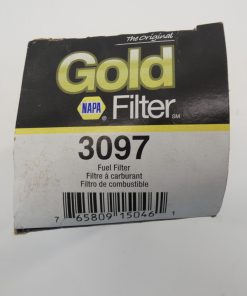 The Original
Gold
NAPA Filter SM
®
3097
Fuel Filter
Filtre à carburant
Filtro de combustible
7 65809 15046 1